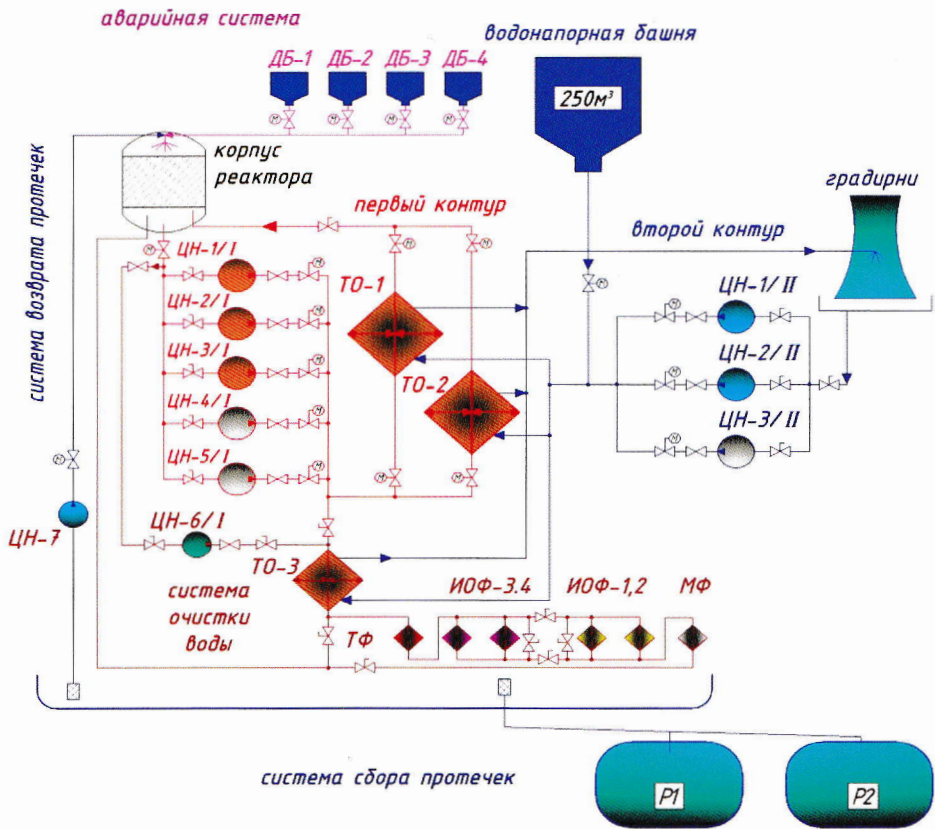 аварийная система
водонапорная башня
ДБ-1 ДБ-2 ДБ-3 ДБ-4
250м³
М М М М
корпус
реактора
градирни
первый контур
второй контур
система возврата протечек
М М М
ЦН-1/I
ТО-1
М
ЦН-1/II
М
М
ЦН-2/I
М
ЦН-2/II
М
ЦН-3/I
М
ТО-2
ЦН-4/I
М
ЦН-3/II
М
ЦН-5/I
М
М М
М
ЦН-7
ЦН-6/I
ТО-3
ИОФ-3.4 ИОФ-1,2 МФ
система
очистки
воды
ТФ
система сбора протечек
Р1 Р2